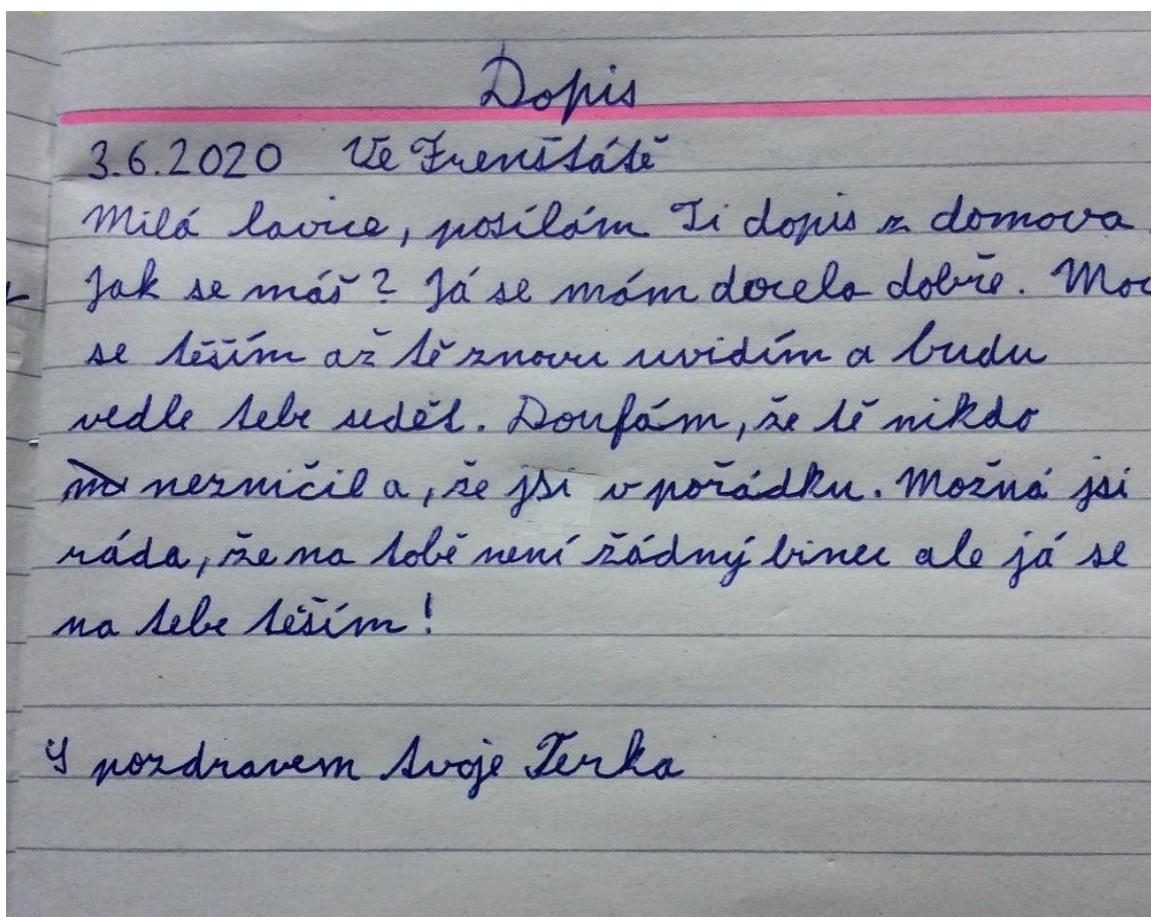 Dopis
3.6.2020 Ve Frenštátě
Milá lavice, posílám Ti dopis z domova.
Jak se máš? Já se mám docela dobře. Moc
se těším až tě znovu uvidím a budu
vedle tebe sedět. Doufám, že tě nikdo
nezničil a, že jsi v pořádku. Možná jsi
ráda, že na tobě není žádný binec ale já se
na tebe těším!
S pozdravem tvoje Terka